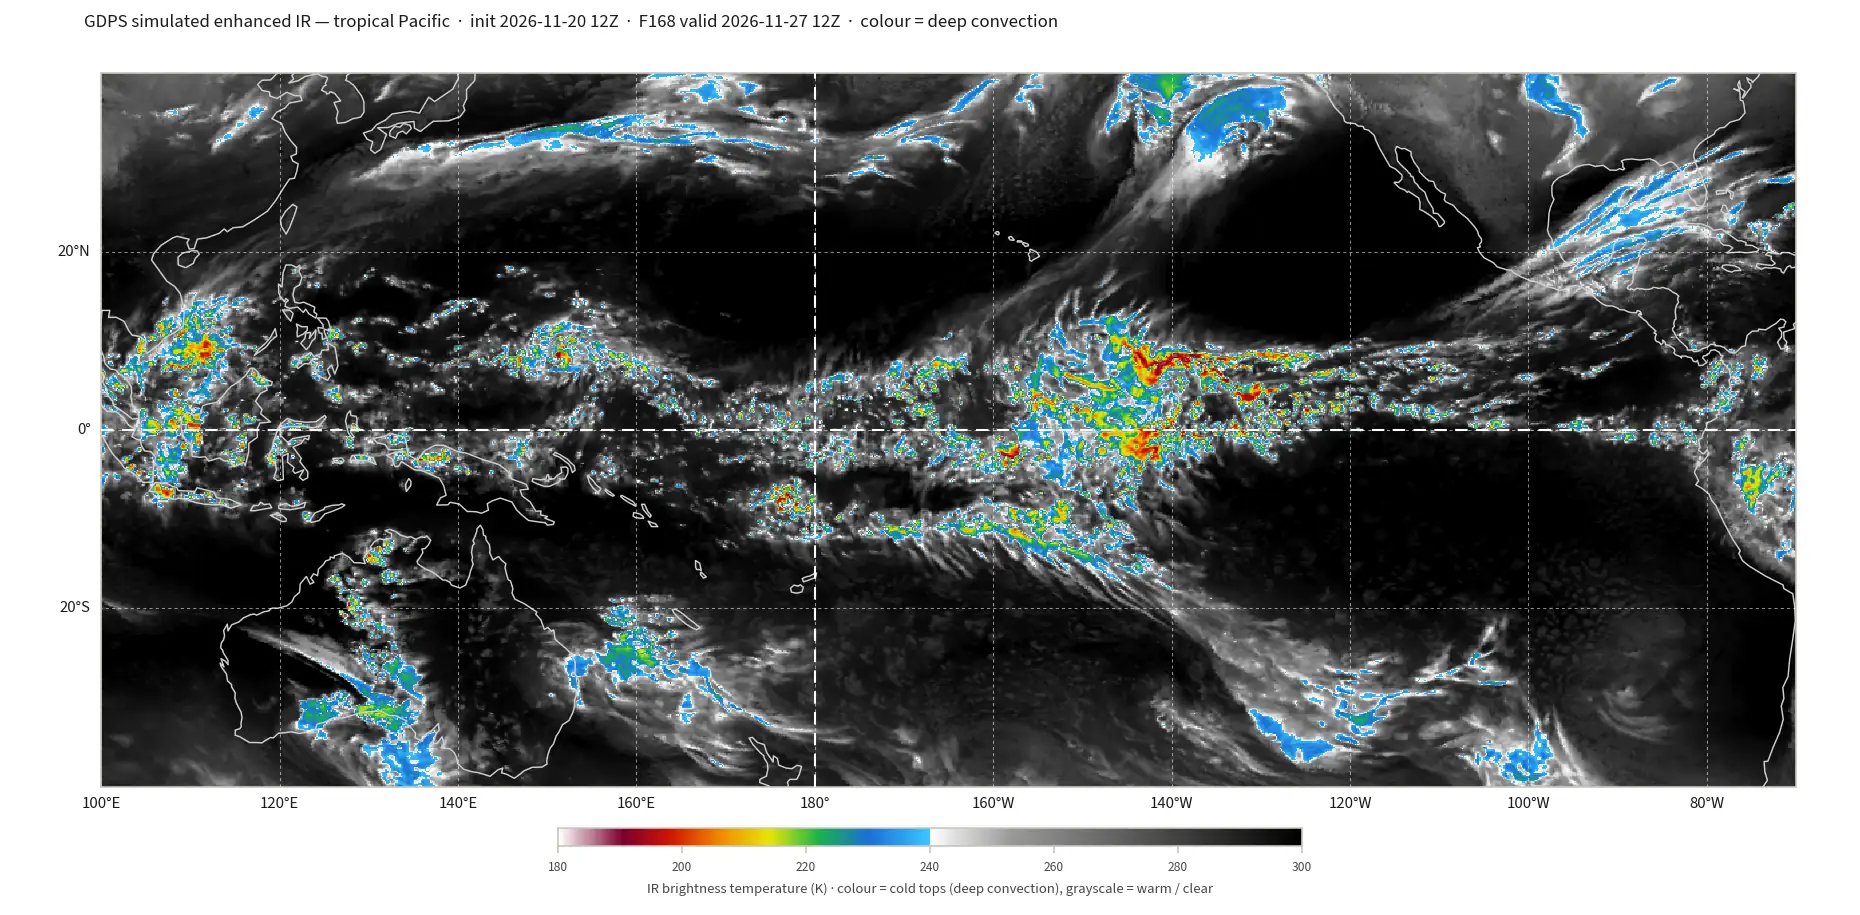 GDPS simulated enhanced IR — tropical Pacific · init 2026-11-20 12Z · F168 valid 2026-11-27 12Z · colour = deep convection
20°N
0°
20°S
100°E 120°E 140°E 160°E 180° 160°W 140°W 120°W 100°W 80°W
180 200 220 240 260 280 300
IR brightness temperature (K) · colour = cold tops (deep convection), grayscale = warm / clear